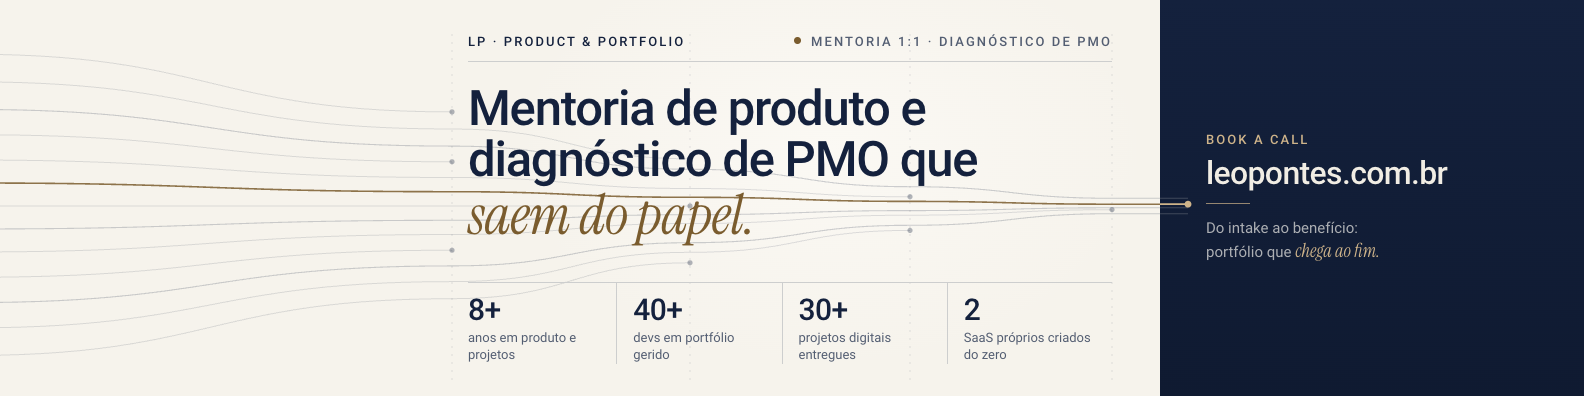 LP · PRODUCT & PORTFOLIO
MENTORIA 1:1 · DIAGNÓSTICO DE PMO
Mentoria de produto e
diagnóstico de PMO que
saem do papel.
8+
anos em produto e
projetos
40+
devs em portfólio
gerido
30+
projetos digitais
entregues
2
SaaS próprios criados
do zero
BOOK A CALL
leopontes.com.br
Do intake ao benefício:
portfólio que chega ao fim.